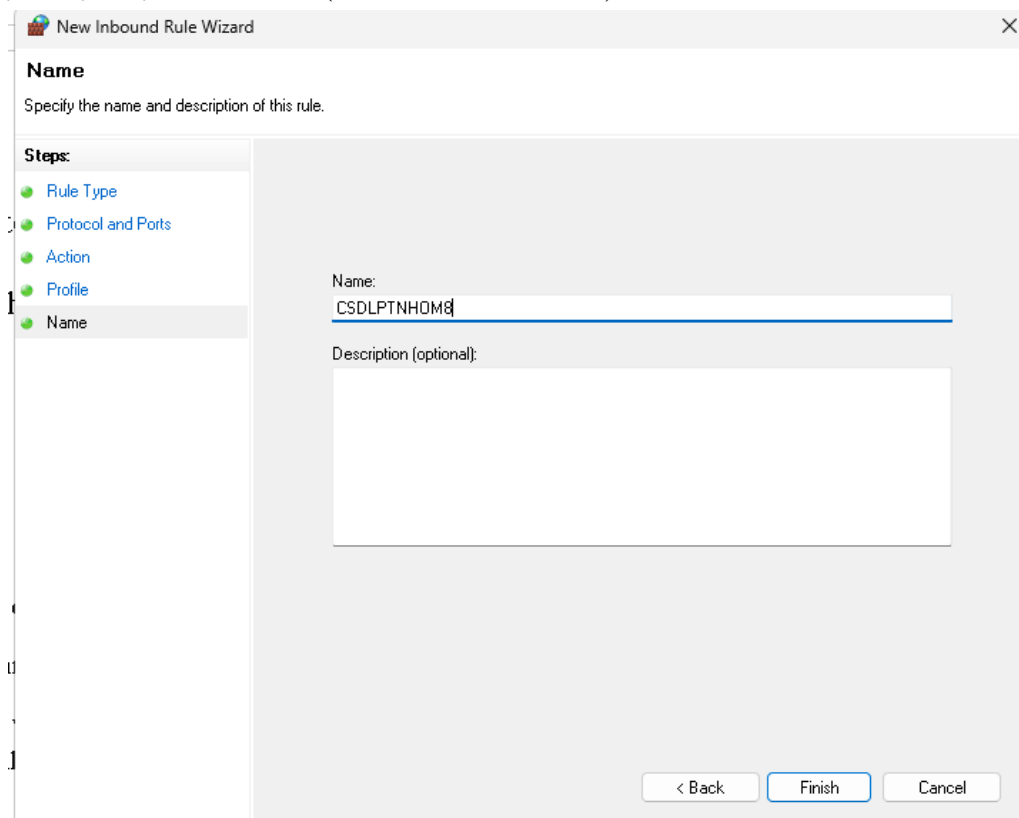 New Inbound Rule Wizard
Name
Specify the name and description of this rule.
Steps:
Rule Type
Protocol and Ports
Action
Profile
Name
Name:
CSDLPTNHOM8
Description (optional):
< Back
Finish
Cancel